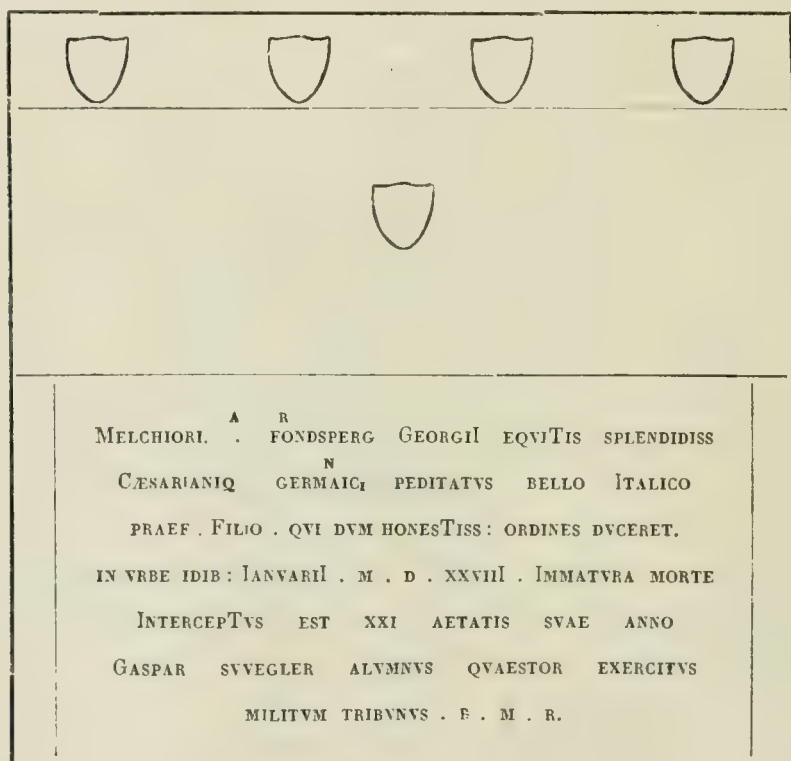 A R
MELCHIORI. . FONDSPERG GEORGII EQVITIS SPLENDIDISS
N
CÆSARIANIQ GERMAICI PEDITATVS BELLO ITALICO
PRAEF . FILIO . QVI DVM HONESTISS : ORDINES DVCERET.
IN VRBE IDIB : IANVARII . M . D . XXVIII . IMMATVRA MORTE
INTERCEPTVS EST XXI AETATIS SVAE ANNO
GASPAR SVVEGLER ALVMNVS QVAESTOR EXERCITVS
MILITVM TRIBVNVS . B . M . R.